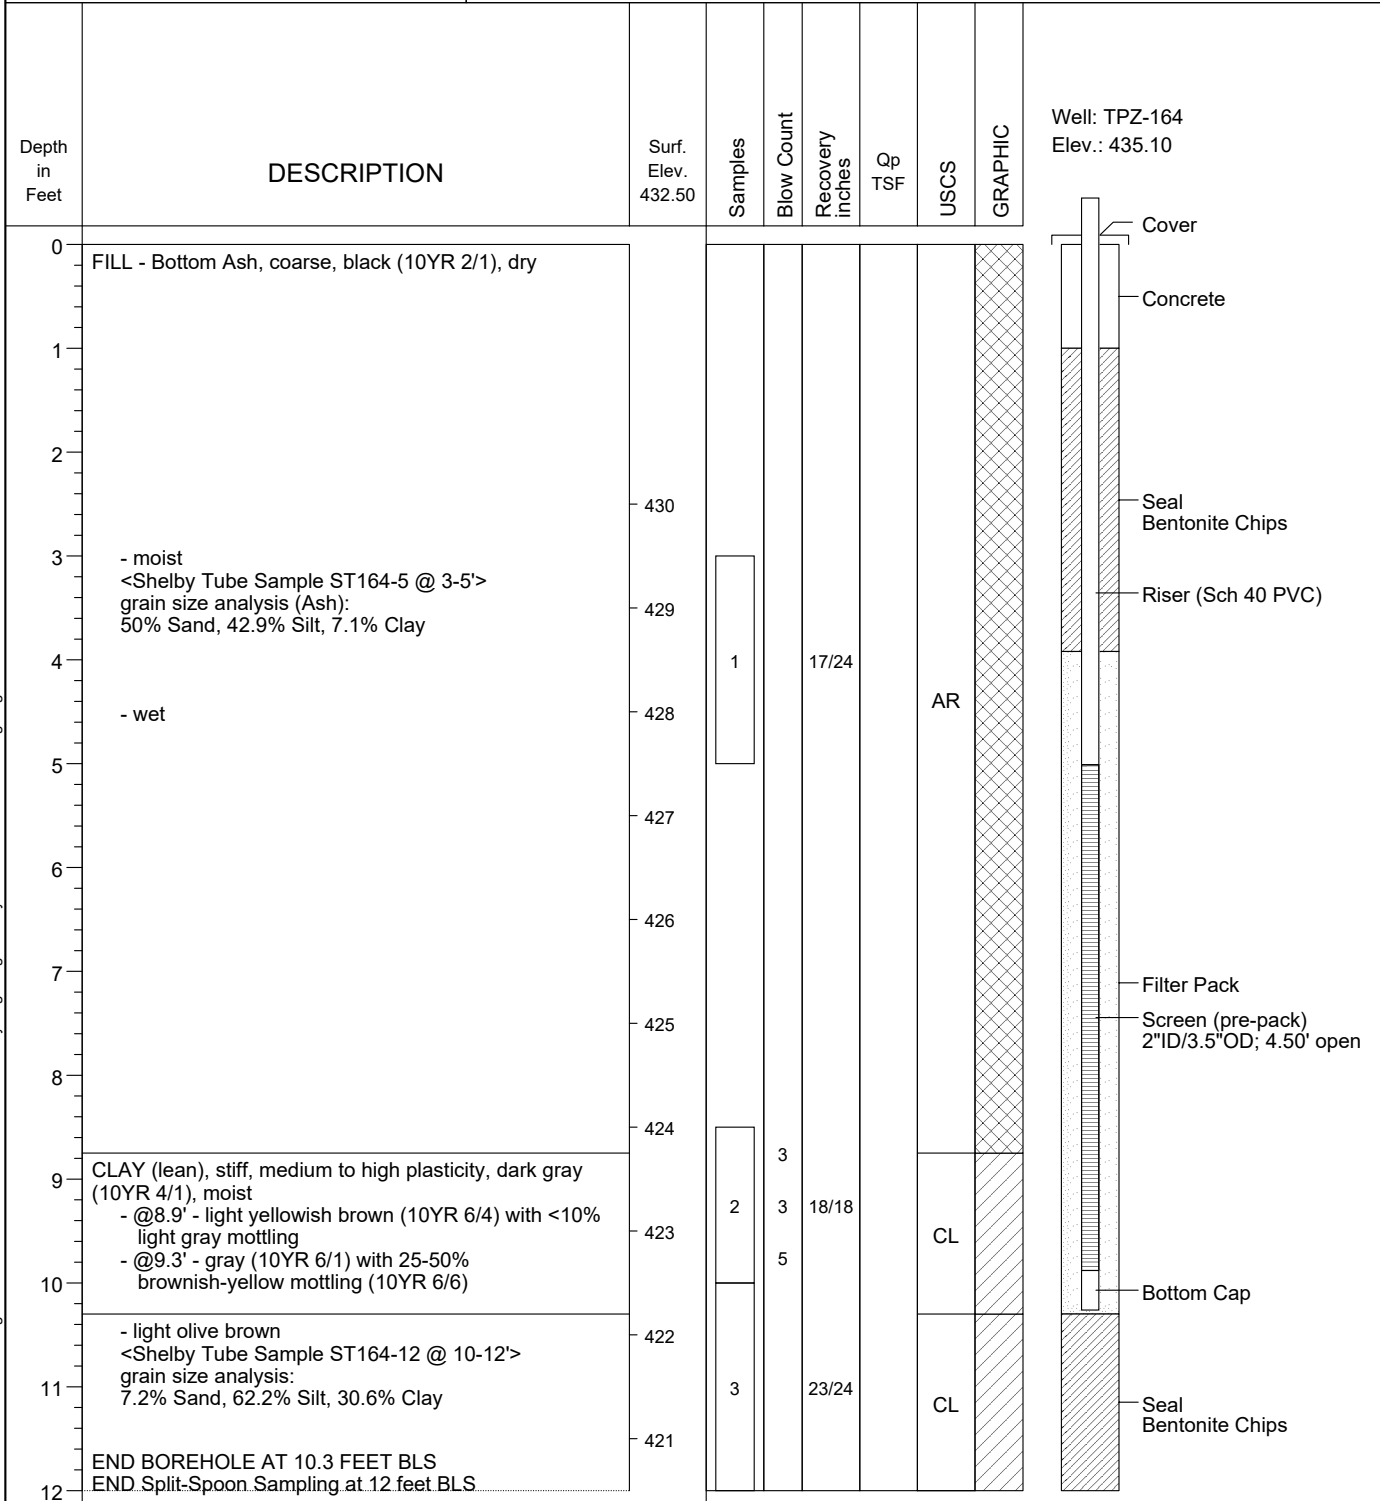 Depth
in
Feet
DESCRIPTION
Surf.
Elev.
432.50
Samples
Blow Count
Recovery
inches
Qp
TSF
USCS
GRAPHIC
Well: TPZ-164
Elev.: 435.10
Cover
0
FILL - Bottom Ash, coarse, black (10YR 2/1), dry
Concrete
1
2
430
Seal
Bentonite Chips
3
- moist
<Shelby Tube Sample ST164-5 @ 3-5'>
grain size analysis (Ash):
50% Sand, 42.9% Silt, 7.1% Clay
429
Riser (Sch 40 PVC)
4
1
17/24
- wet
428
AR
5
427
6
426
7
Filter Pack
425
Screen (pre-pack)
2"ID/3.5"OD; 4.50' open
8
424
9
CLAY (lean), stiff, medium to high plasticity, dark gray
(10YR 4/1), moist
- @8.9' - light yellowish brown (10YR 6/4) with <10%
light gray mottling
- @9.3' - gray (10YR 6/1) with 25-50%
brownish-yellow mottling (10YR 6/6)
423
2
3
3
5
18/18
CL
10
Bottom Cap
- light olive brown
<Shelby Tube Sample ST164-12 @ 10-12'>
grain size analysis:
7.2% Sand, 62.2% Silt, 30.6% Clay
422
11
3
23/24
CL
Seal
Bentonite Chips
421
END BOREHOLE AT 10.3 FEET BLS
END Split-Spoon Sampling at 12 feet BLS
12